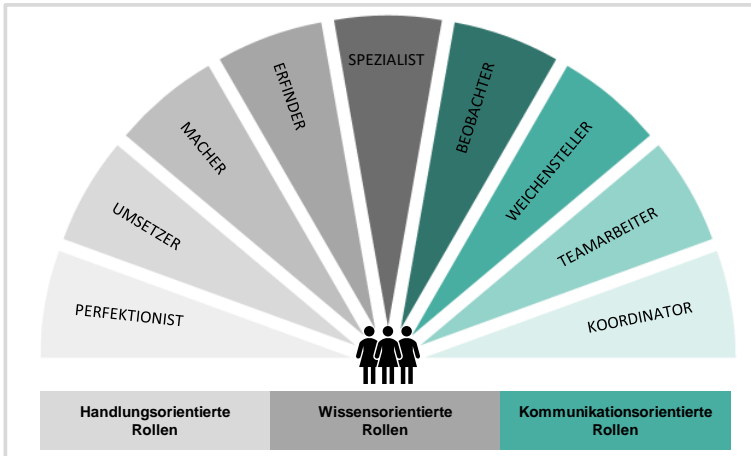 PERFEKTIONIST
UMSETZER
MACHER
ERFINDER
SPEZIALIST
BEOBACHTER
WEICHENSTELLER
TEAMARBEITER
KOORDINATOR
Handlungsorientierte
Rollen
Wissensorientierte
Rollen
Kommunikationsorientierte
Rollen